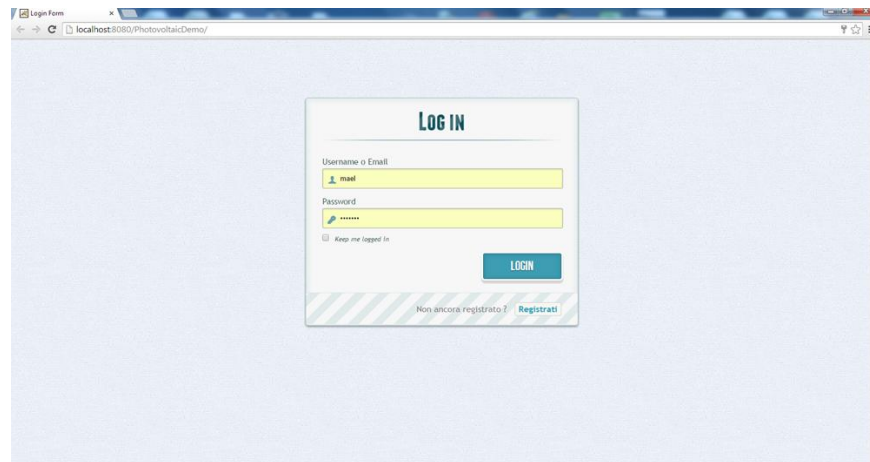 Login Form
localhost:8080/PhotovoltaicDemo/
LOG IN
Username o Email
mael
Password
•••••••
Keep me logged in
LOGIN
Non ancora registrato ? Registrati